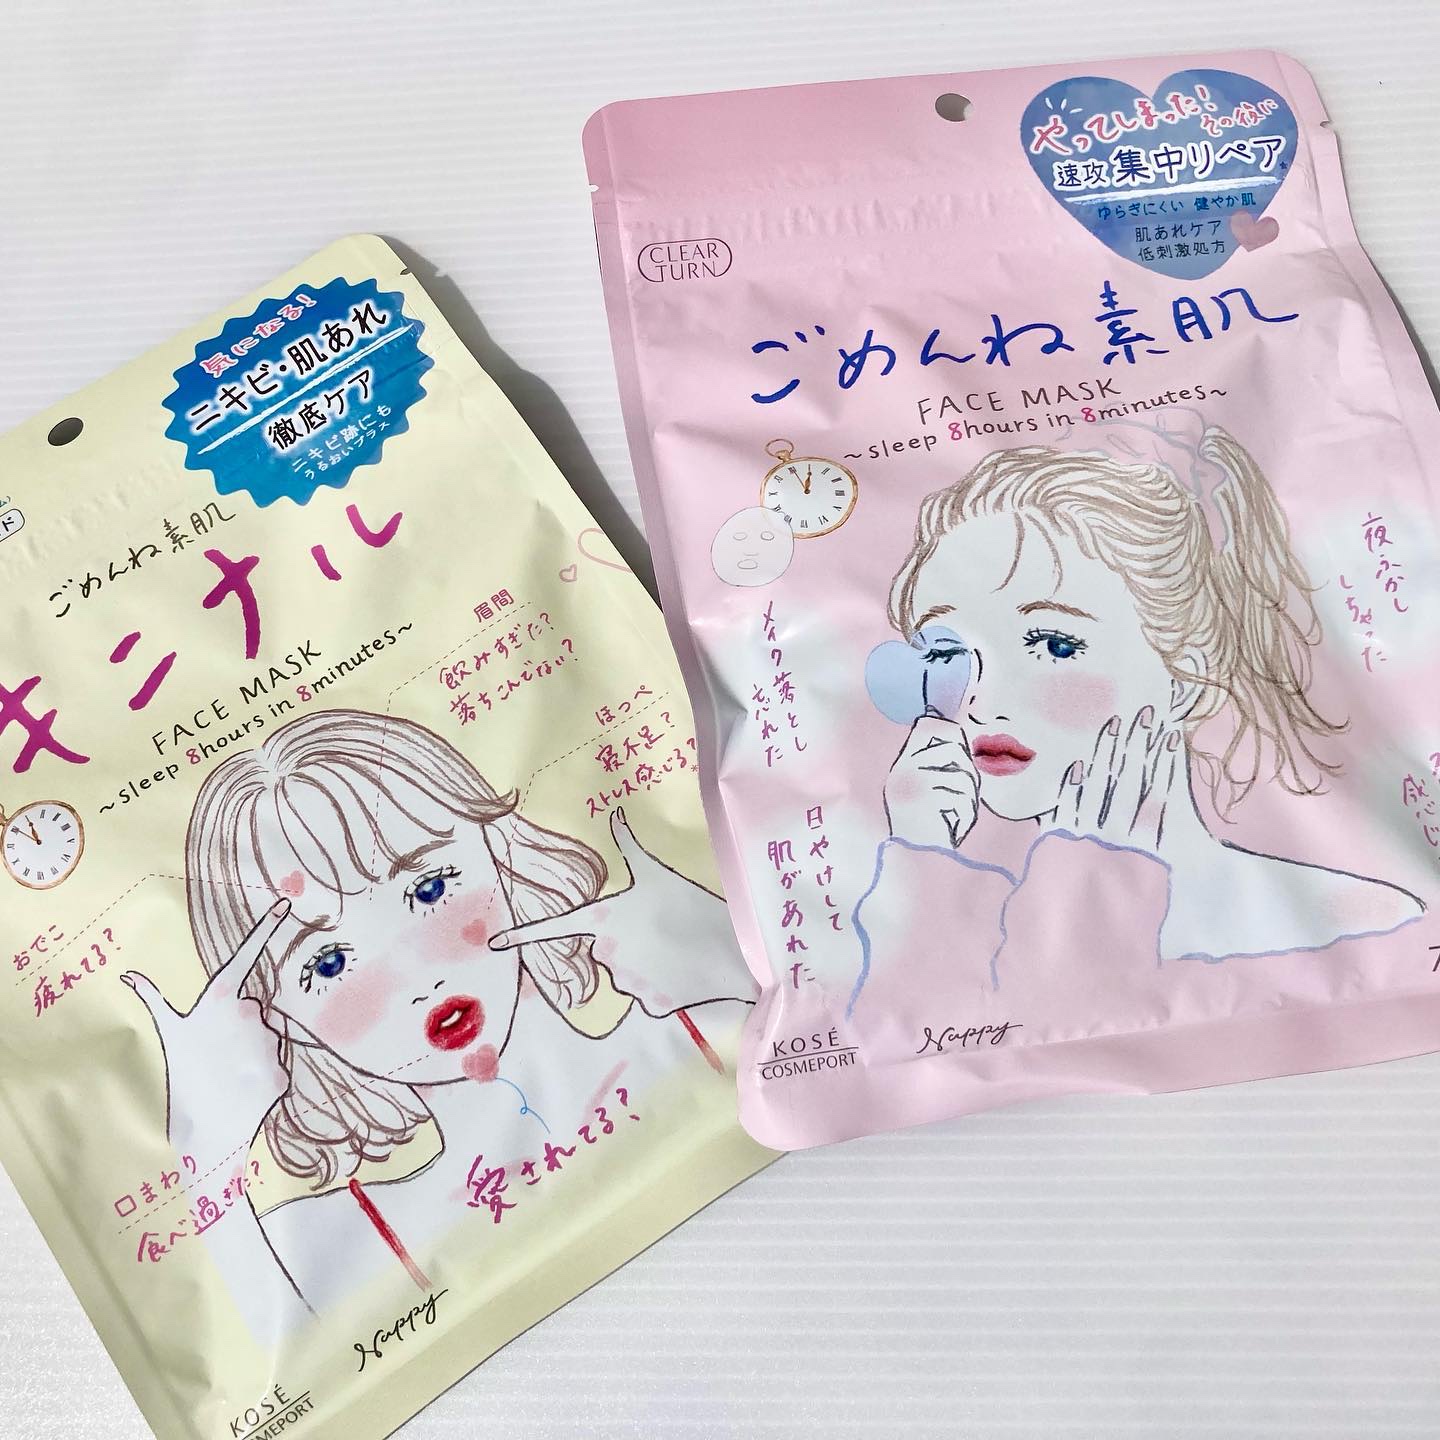 気になる!
ニキビ・肌あれ
徹底ケア
ニキビ跡にも
うるおいプラス
ごめんね素肌
キニナル
FACE MASK
~sleep 8hours in 8minutes~
眉間
飲みすぎた?
落ちこんでない?
ほっぺ
寝不足?
ストレス感じる?
おでこ
疲れてる?
口まわり
食べ過ぎた?
愛されてる?
Nappy
KOSÉ
COSMEPORT
やってしまった!
その後に
速攻集中リペア
ゆらぎにくい 健やか肌
肌あれケア
低刺激処方
CLEAR
TURN
ごめんね素肌
FACE MASK
~sleep 8hours in 8minutes~
夜ふかし
しちゃった
メイク落とし
忘れた
日やけして
肌があれた
KOSÉ
COSMEPORT
Nappy